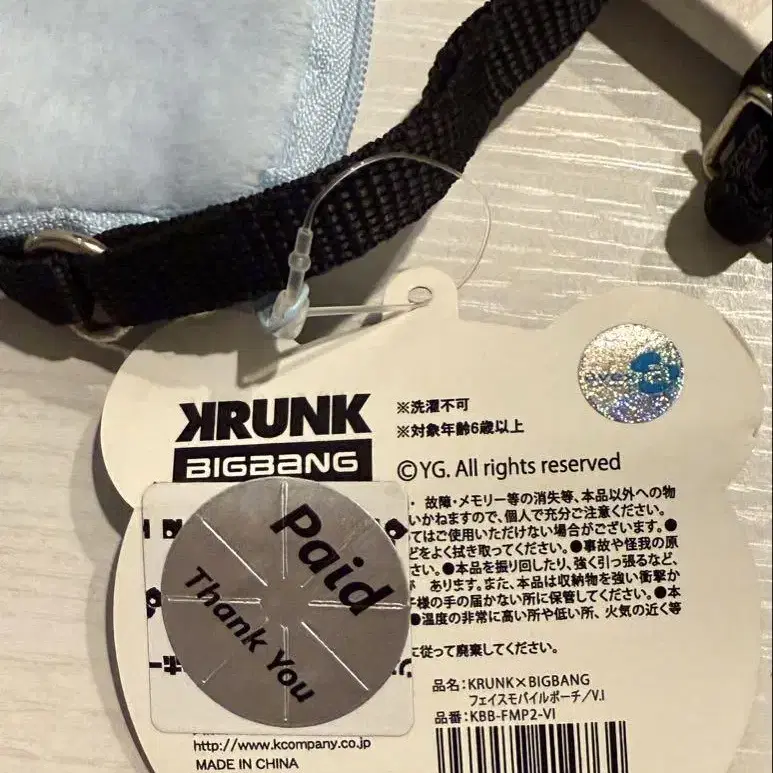 KRUNK
BIGBANG
※洗濯不可
※対象年齢6歳以上
avex
©YG. All rights reserved
故障・メモリー等の消失等、本品以外への物
いかねますので、個人で充分ご注意ください。
てはご使用いただけない場合がございます。●
どをよく拭き取ってください。●事故や怪我の原
さい。●本品を振り回したり、強く引っ張るなど、
があります。また、本品は収納物を強い衝撃か
子様の手の届かない所に保管してください。●本
●温度の非常に高い所や低い所、火気の近く等
に従って廃棄してください。
Paid
Thank You
品名:KRUNK×BIGBANG
フェイスモバイルポーチ/V.I
品番:KBB-FMP2-VI
http://www.kcompany.co.jp
MADE IN CHINA